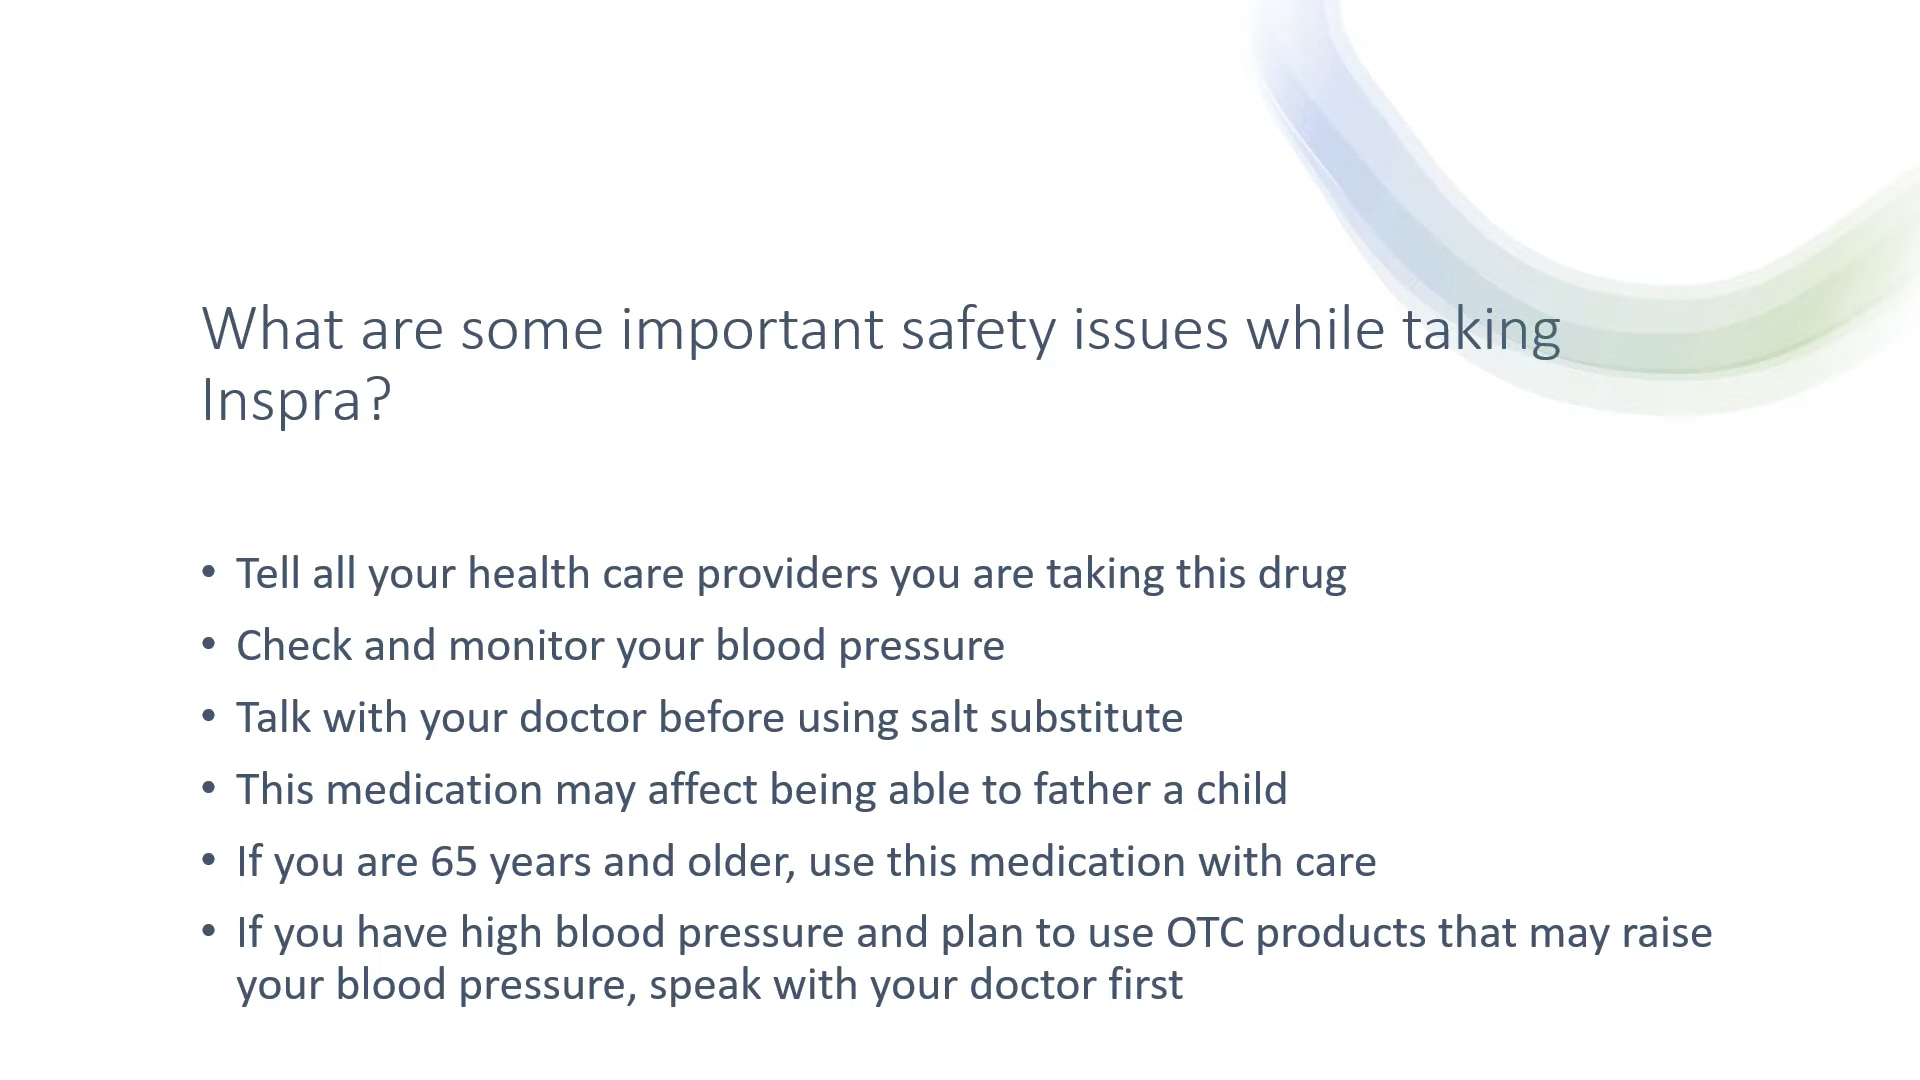 What are some important safety issues while taking
Inspra?
• Tell all your health care providers you are taking this drug
• Check and monitor your blood pressure
• Talk with your doctor before using salt substitute
• This medication may affect being able to father a child
• If you are 65 years and older, use this medication with care
• If you have high blood pressure and plan to use OTC products that may raise
your blood pressure, speak with your doctor first